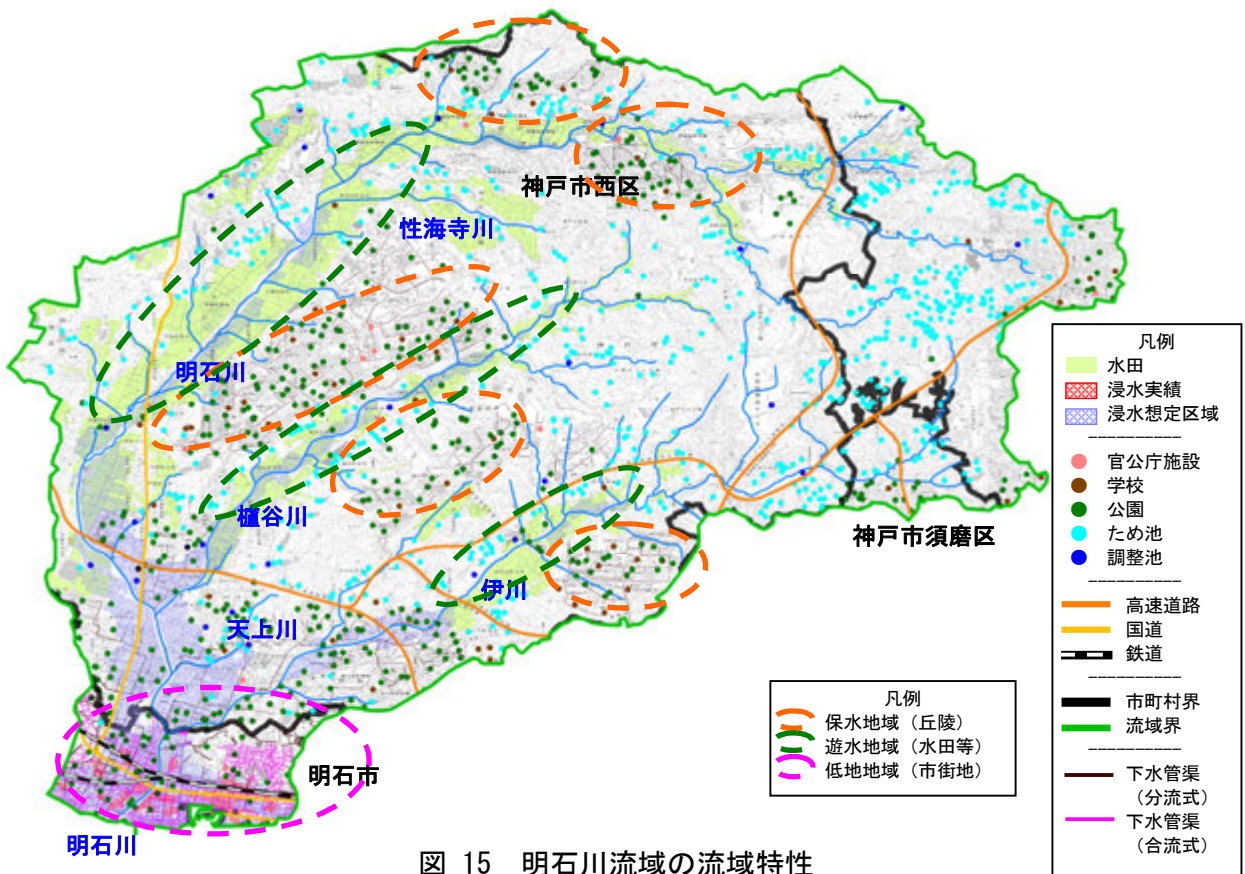 神戸市西区
性海寺川
明石川
櫨谷川
伊川
神戸市須磨区
天上川
明石市
明石川
凡例
水田
浸水実績
浸水想定区域
官公庁施設
学校
公園
ため池
調整池
高速道路
国道
鉄道
市町村界
流域界
下水管渠
（分流式）
下水管渠
（合流式）
凡例
保水地域（丘陵）
遊水地域（水田等）
低地地域（市街地）
図 15 明石川流域の流域特性